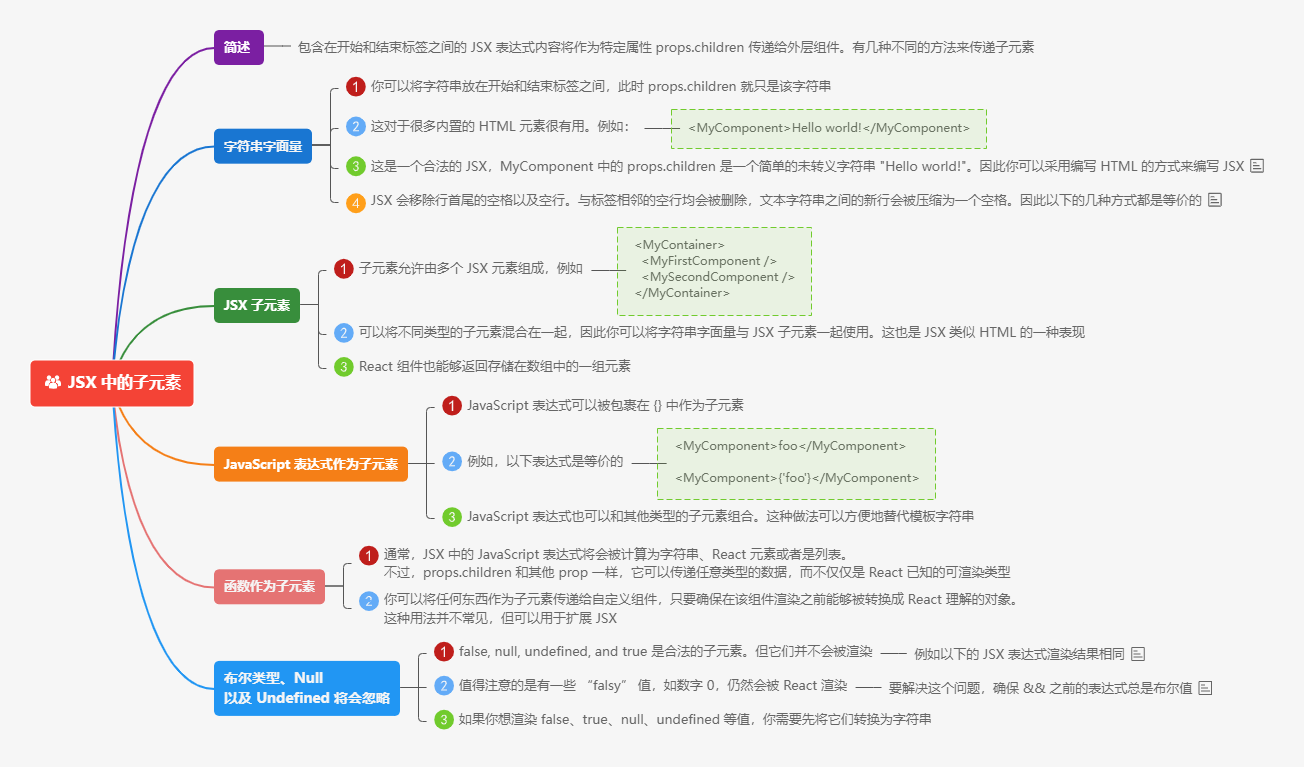 JSX 中的子元素
简述
包含在开始和结束标签之间的 JSX 表达式内容将作为特定属性 props.children 传递给外层组件。有几种不同的方法来传递子元素
字符串字面量
1 你可以将字符串放在开始和结束标签之间，此时 props.children 就只是该字符串
2 这对于很多内置的 HTML 元素很有用。例如：
<MyComponent>Hello world!</MyComponent>
3 这是一个合法的 JSX，MyComponent 中的 props.children 是一个简单的未转义字符串 "Hello world!"。因此你可以采用编写 HTML 的方式来编写 JSX
4 JSX 会移除行首尾的空格以及空行。与标签相邻的空行均会被删除，文本字符串之间的新行会被压缩为一个空格。因此以下的几种方式都是等价的
JSX 子元素
1 子元素允许由多个 JSX 元素组成，例如
<MyContainer>
<MyFirstComponent />
<MySecondComponent />
</MyContainer>
2 可以将不同类型的子元素混合在一起，因此你可以将字符串字面量与 JSX 子元素一起使用。这也是 JSX 类似 HTML 的一种表现
3 React 组件也能够返回存储在数组中的一组元素
JavaScript 表达式作为子元素
1 JavaScript 表达式可以被包裹在 {} 中作为子元素
2 例如，以下表达式是等价的
<MyComponent>foo</MyComponent>
<MyComponent>{'foo'}</MyComponent>
3 JavaScript 表达式也可以和其他类型的子元素组合。这种做法可以方便地替代模板字符串
函数作为子元素
1 通常，JSX 中的 JavaScript 表达式将会被计算为字符串、React 元素或者是列表。
不过，props.children 和其他 prop 一样，它可以传递任意类型的数据，而不仅仅是 React 已知的可渲染类型
2 你可以将任何东西作为子元素传递给自定义组件，只要确保在该组件渲染之前能够被转换成 React 理解的对象。
这种用法并不常见，但可以用于扩展 JSX
布尔类型、Null
以及 Undefined 将会忽略
1 false, null, undefined, and true 是合法的子元素。但它们并不会被渲染
例如以下的 JSX 表达式渲染结果相同
2 值得注意的是有一些 “falsy” 值，如数字 0，仍然会被 React 渲染
要解决这个问题，确保 && 之前的表达式总是布尔值
3 如果你想渲染 false、true、null、undefined 等值，你需要先将它们转换为字符串